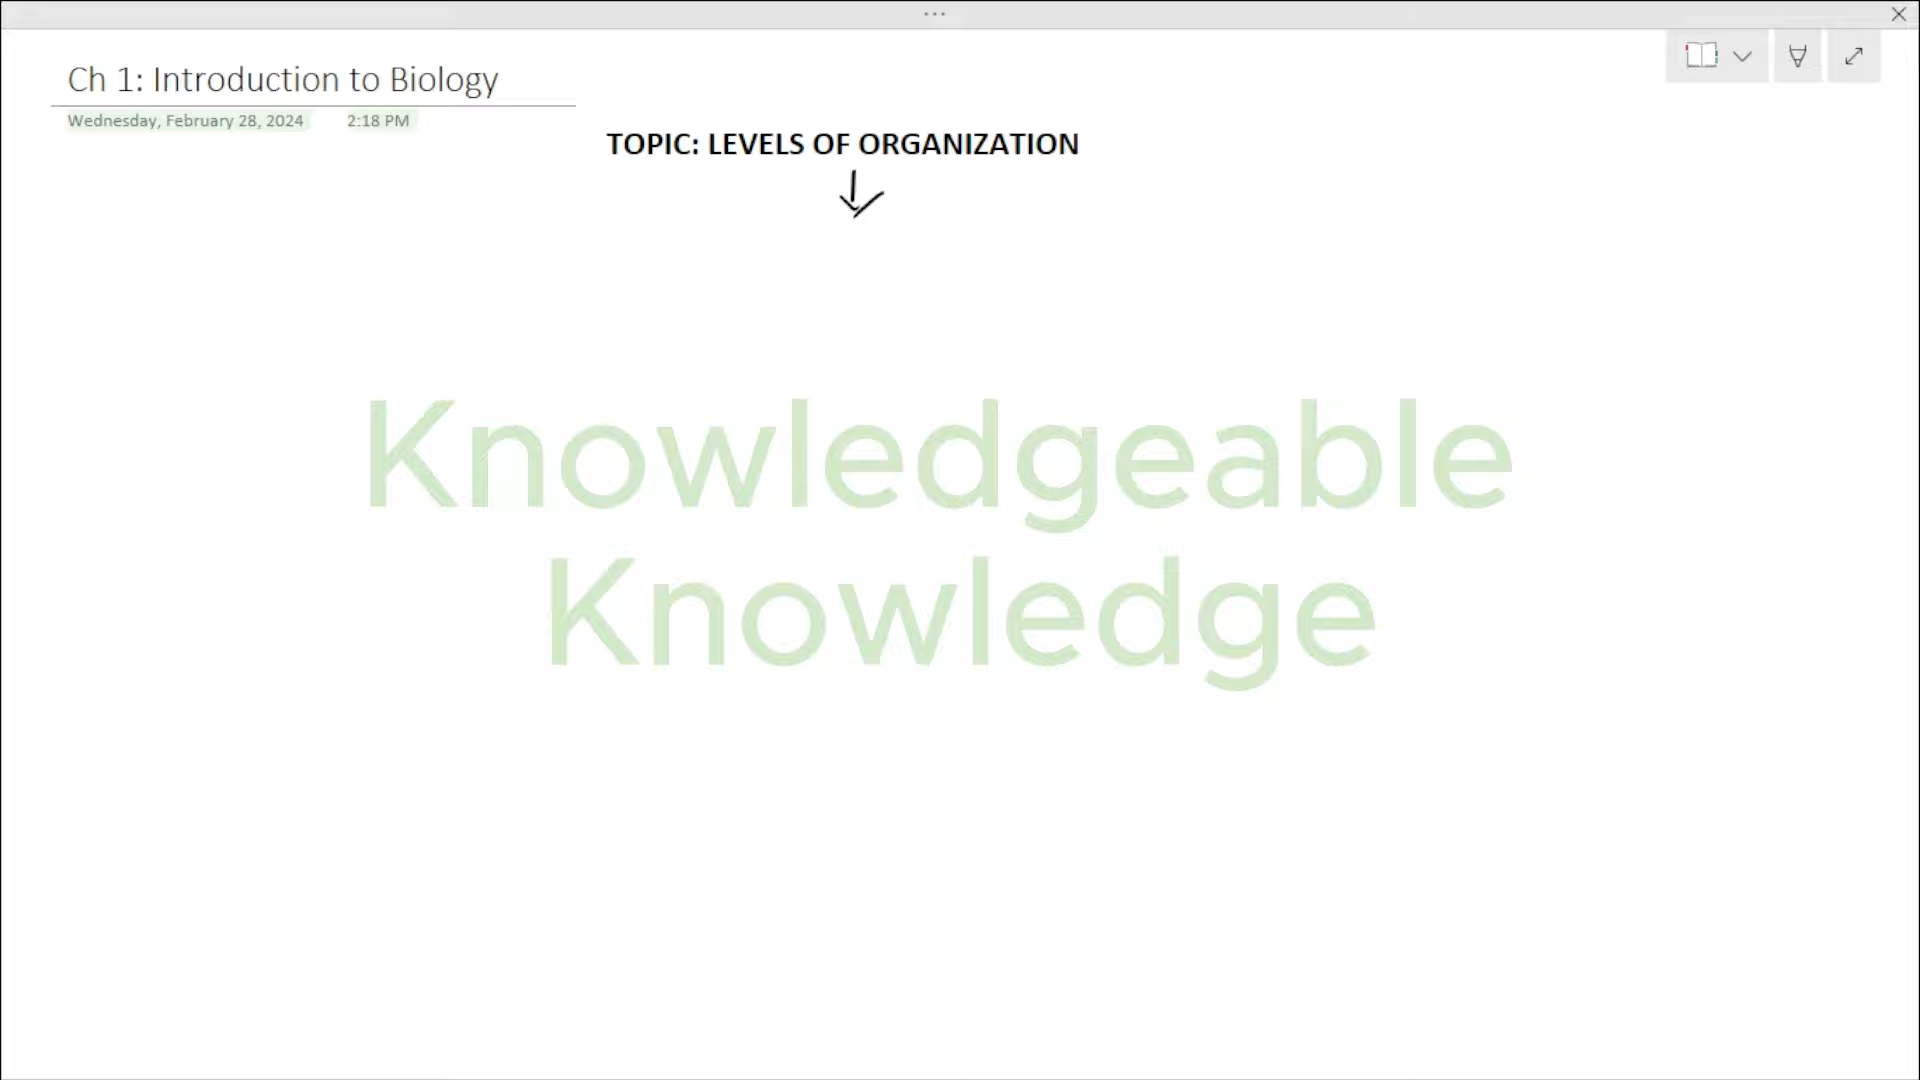 Ch 1: Introduction to Biology
Wednesday, February 28, 2024 2:18 PM
TOPIC: LEVELS OF ORGANIZATION
Knowledgeable
Knowledge